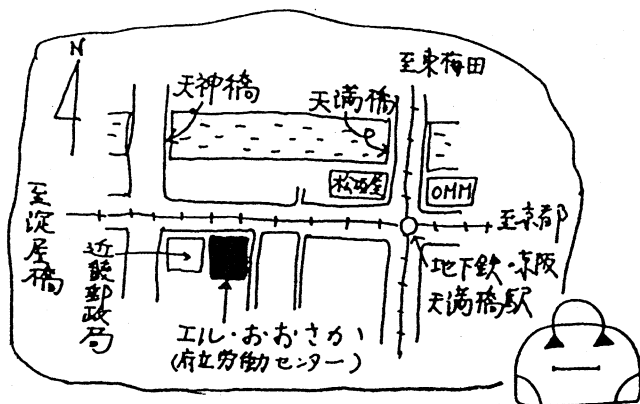 N
至東梅田
天神橋
天満橋
松坂屋
OMM
至淀屋橋
至京都
近畿郵政局
地下鉄・京阪
天満橋駅
エル・おおさか
(府立労働センター)